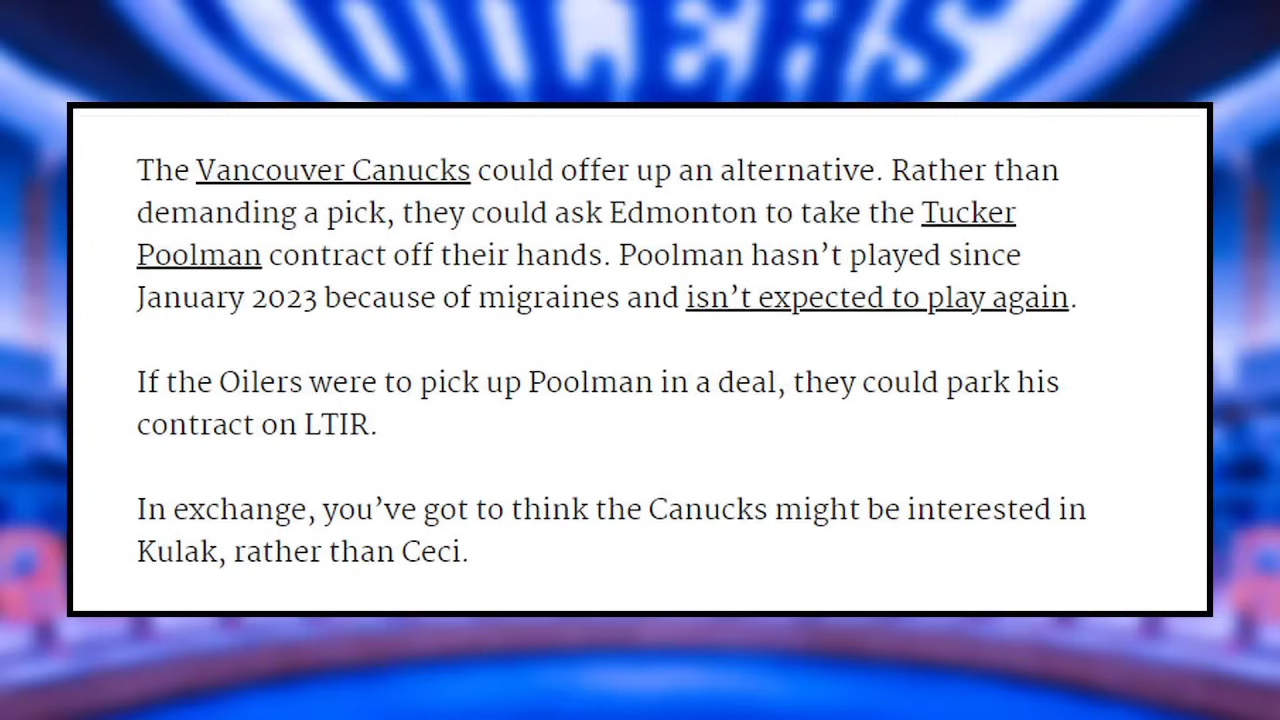 OILERS
The Vancouver Canucks could offer up an alternative. Rather than
demanding a pick, they could ask Edmonton to take the Tucker
Poolman contract off their hands. Poolman hasn’t played since
January 2023 because of migraines and isn’t expected to play again.
If the Oilers were to pick up Poolman in a deal, they could park his
contract on LTIR.
In exchange, you’ve got to think the Canucks might be interested in
Kulak, rather than Ceci.